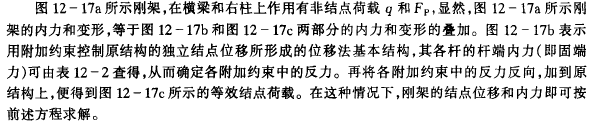 图 12-17a 所示刚架,在横梁和右柱上作用有非结点荷载 q 和 FP,显然,图 12-17a 所示刚
架的内力和变形,等于图 12-17b 和图 12-17c 两部分的内力和变形的叠加。图 12-17b 表示
用附加约束控制原结构的独立结点位移所形成的位移法基本结构,其各杆的杆端内力(即固端
力)可由表 12-2 查得,从而确定各附加约束中的反力。再将各附加约束中的反力反向,加到原
结构上,便得到图 12-17c 所示的等效结点荷载。在这种情况下,刚架的结点位移和内力即可按
前述方程求解。